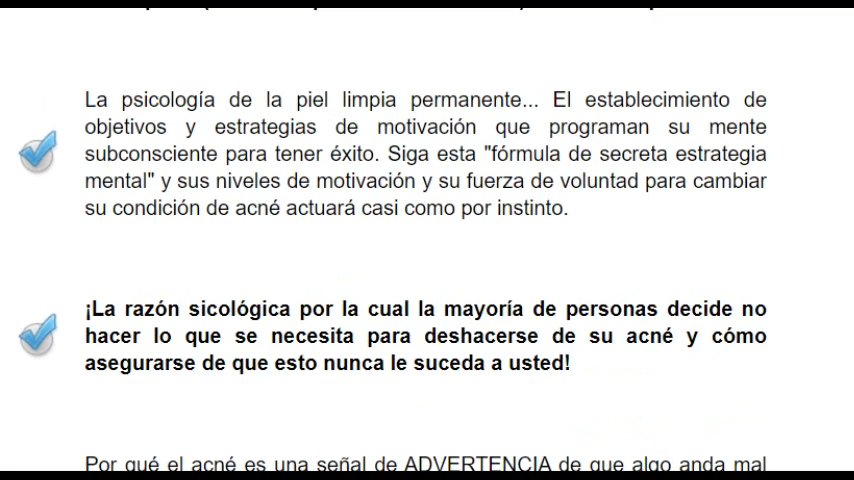 La psicología de la piel limpia permanente... El establecimiento de
objetivos y estrategias de motivación que programan su mente
subconsciente para tener éxito. Siga esta "fórmula de secreta estrategia
mental" y sus niveles de motivación y su fuerza de voluntad para cambiar
su condición de acné actuará casi como por instinto.
¡La razón sicológica por la cual la mayoría de personas decide no
hacer lo que se necesita para deshacerse de su acné y cómo
asegurarse de que esto nunca le suceda a usted!
Por qué el acné es una señal de ADVERTENCIA de que algo anda mal